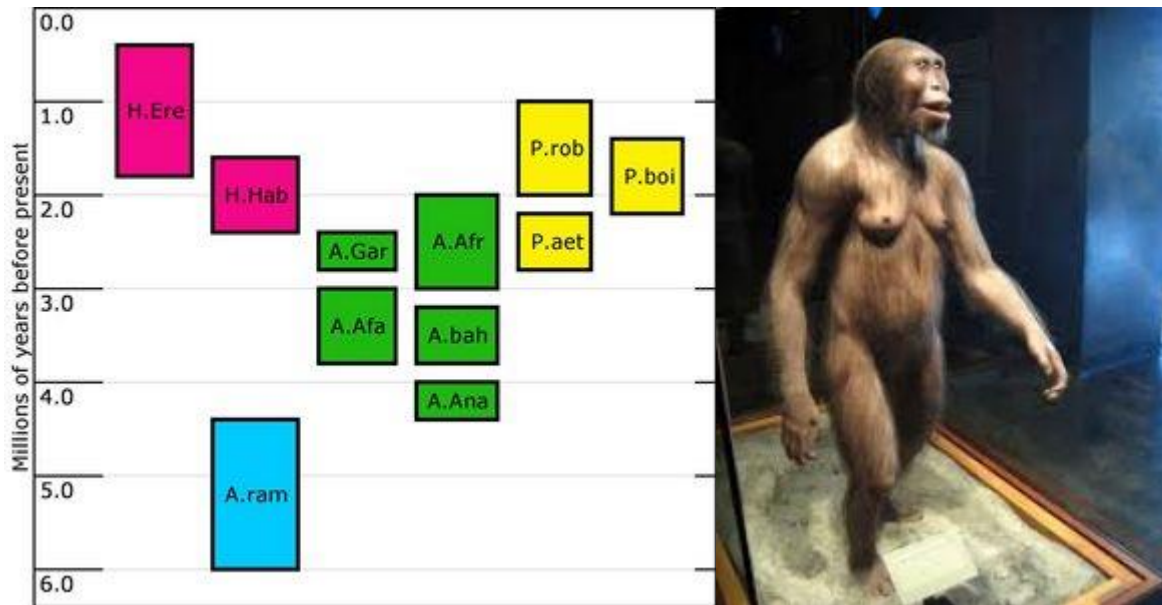 Millions of years before present
0.0
1.0
2.0
3.0
4.0
5.0
6.0
H.Ere
H.Hab
A.Gar
A.Afa
A.ram
A.Afr
A.bah
A.Ana
P.rob
P.aet
P.boi